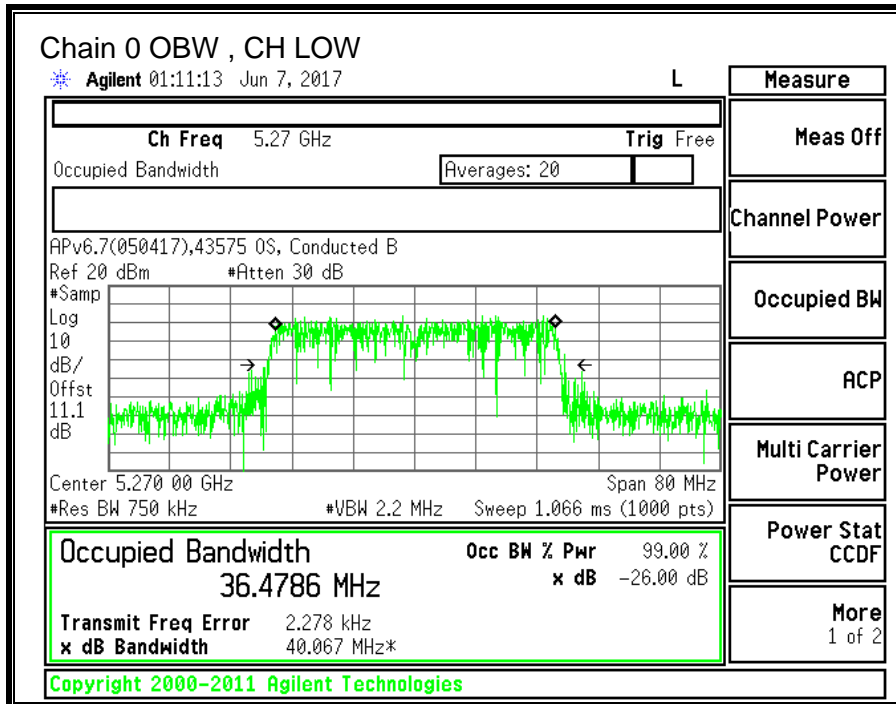 Chain 0 OBW , CH LOW
Agilent 01:11:13 Jun 7, 2017 L
Measure
Ch Freq 5.27 GHz Trig Free
Meas Off
Occupied Bandwidth Averages: 20
Channel Power
APv6.7(050417),43575 OS, Conducted B
Ref 20 dBm #Atten 30 dB
#Samp
Log
10
dB/
Offst
11.1
dB
Occupied BW
ACP
Center 5.270 00 GHz Span 80 MHz
#Res BW 750 kHz #VBW 2.2 MHz Sweep 1.066 ms (1000 pts)
Multi Carrier
Power
Occupied Bandwidth
36.4786 MHz
Occ BW % Pwr 99.00 %
x dB -26.00 dB
Transmit Freq Error 2.278 kHz
x dB Bandwidth 40.067 MHz*
Power Stat
CCDF
More
1 of 2
Copyright 2000-2011 Agilent Technologies